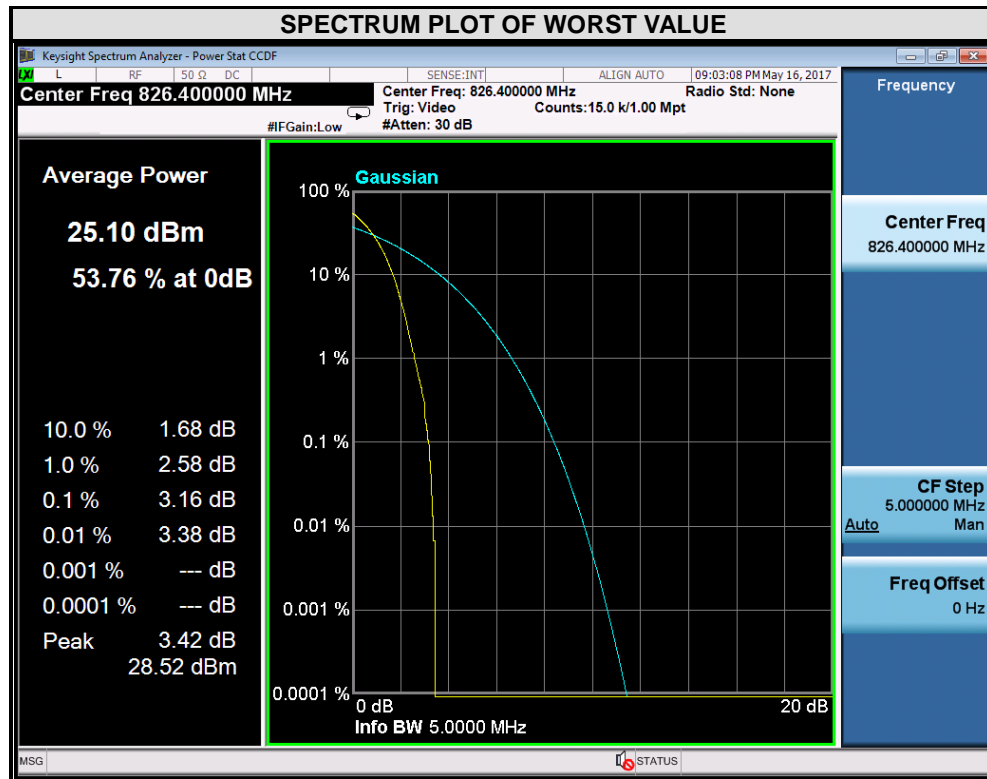 SPECTRUM PLOT OF WORST VALUE
Keysight Spectrum Analyzer - Power Stat CCDF
LXI L RF 50 Ω DC SENSE:INT ALIGN AUTO 09:03:08 PM May 16, 2017
Center Freq 826.400000 MHz
#IFGain:Low
Center Freq: 826.400000 MHz
Trig: Video
#Atten: 30 dB
Counts:15.0 k/1.00 Mpt
Radio Std: None
Average Power
25.10 dBm
53.76 % at 0dB
10.0 % 1.68 dB
1.0 % 2.58 dB
0.1 % 3.16 dB
0.01 % 3.38 dB
0.001 % --- dB
0.0001 % --- dB
Peak 3.42 dB
28.52 dBm
Gaussian
100 %
10 %
1 %
0.1 %
0.01 %
0.001 %
0.0001 %
0 dB 20 dB
Info BW 5.0000 MHz
Frequency
Center Freq
826.400000 MHz
CF Step
5.000000 MHz
Auto Man
Freq Offset
0 Hz
MSG STATUS